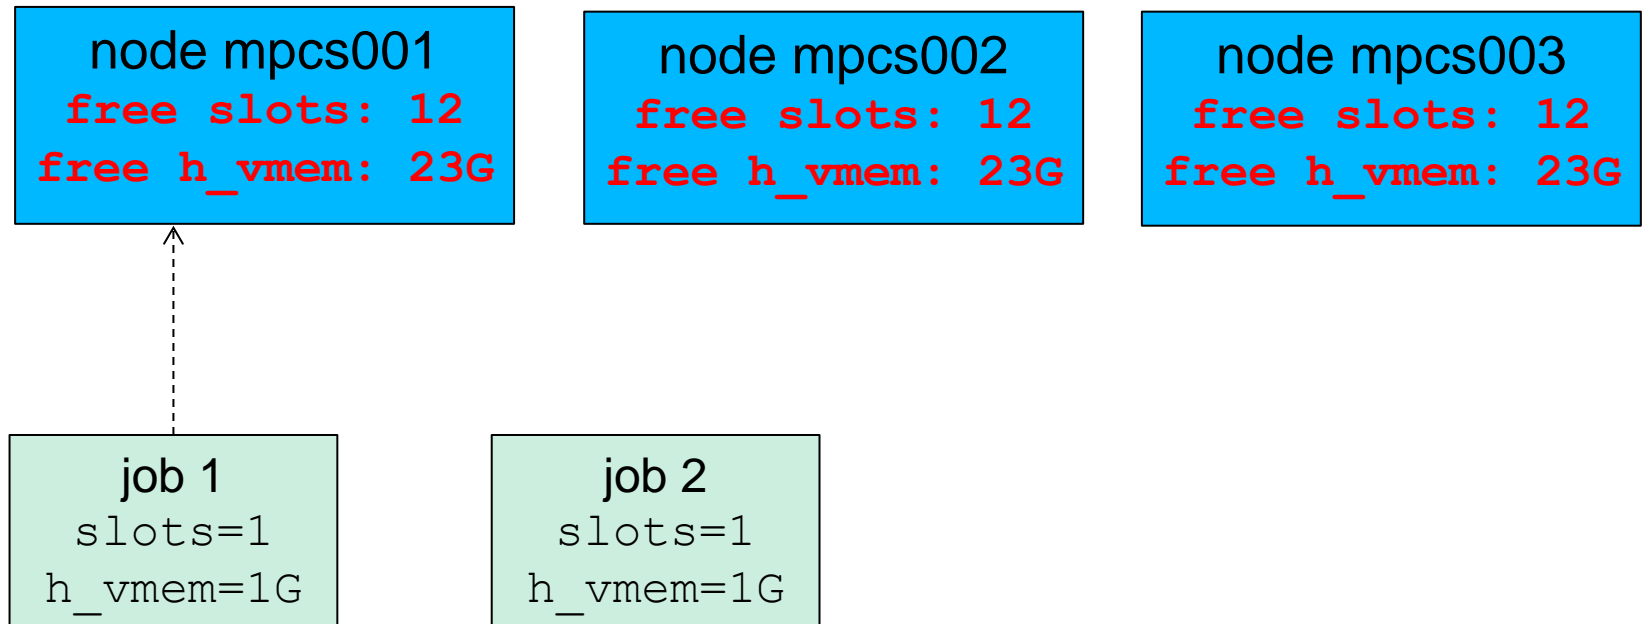 node mpcs001
free slots: 12
free h_vmem: 23G
node mpcs002
free slots: 12
free h_vmem: 23G
node mpcs003
free slots: 12
free h_vmem: 23G
job 1
slots=1
h_vmem=1G
job 2
slots=1
h_vmem=1G